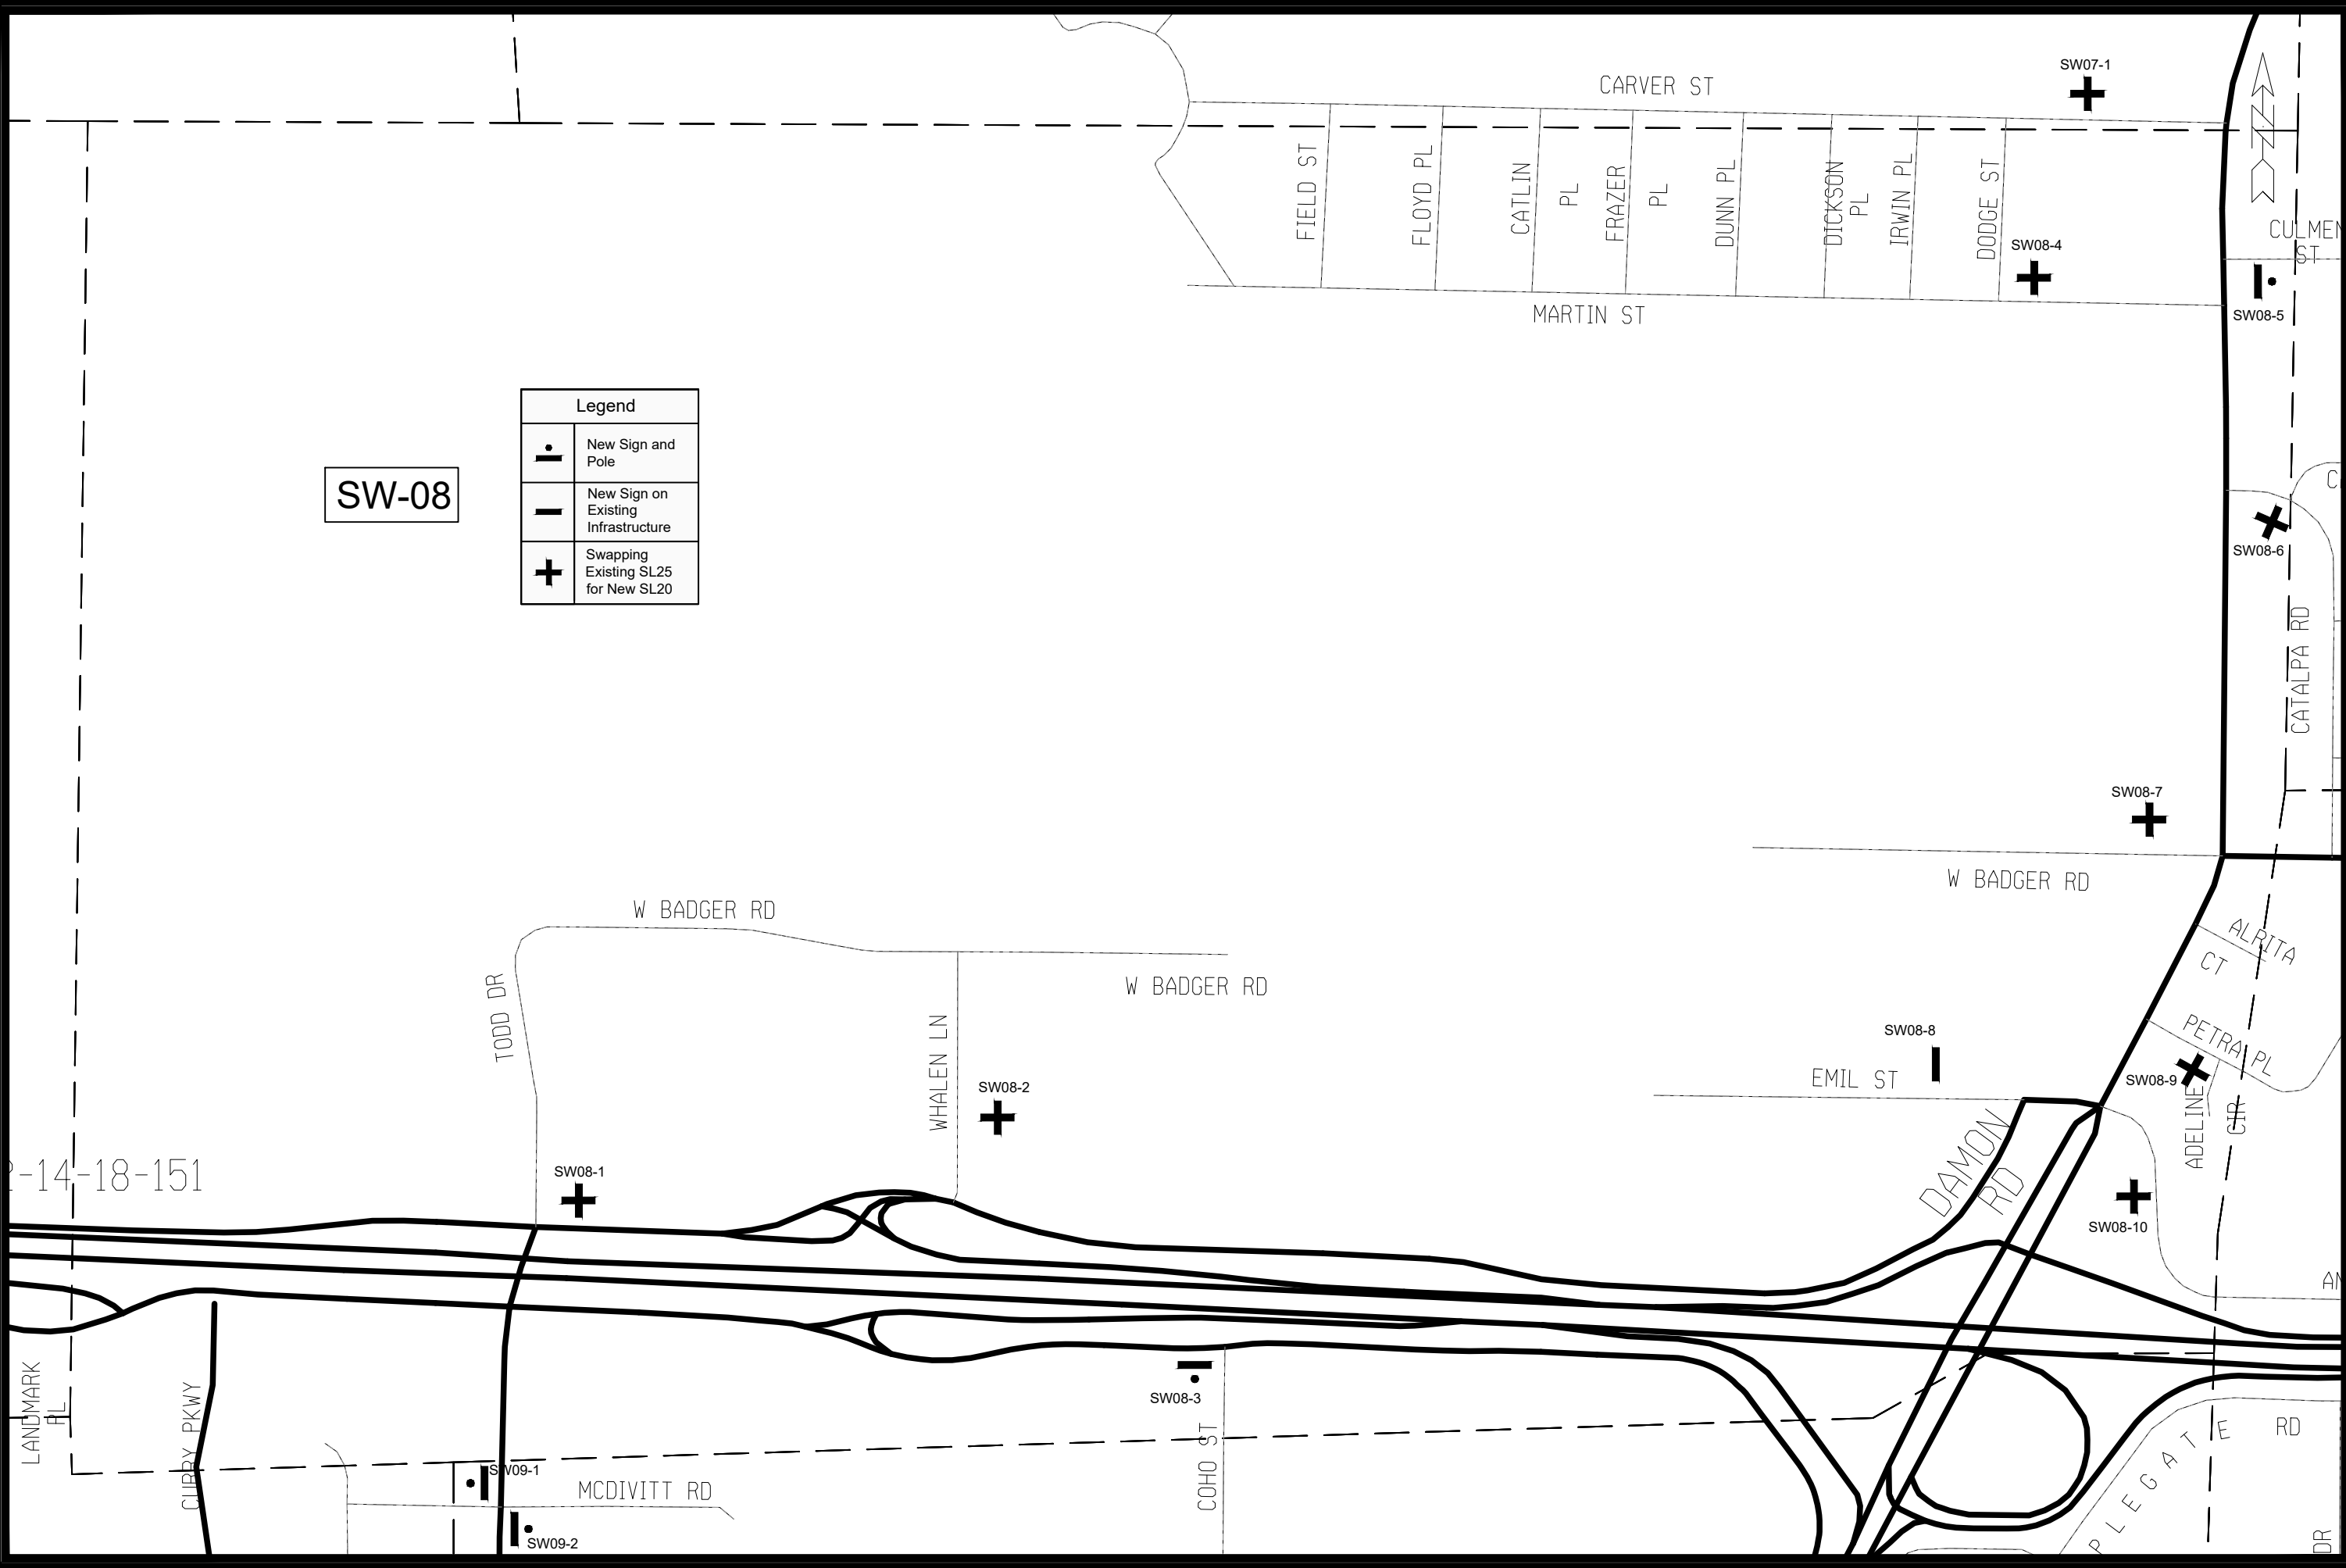 SW07-1
CARVER ST
FIELD ST
FLOYD PL
CATLIN
PL
FRAZER
PL
DUNN PL
DICKSON
PL
IRWIN PL
DODGE ST
SW08-4
CULMEN
ST
SW08-5
MARTIN ST
Legend
New Sign and
Pole
New Sign on
Existing
Infrastructure
Swapping
Existing SL25
for New SL20
SW-08
SW08-6
CATALPA RD
SW08-7
W BADGER RD
W BADGER RD
W BADGER RD
TODD DR
WHALEN LN
ALRITA
CT
PETRA PL
SW08-8
EMIL ST
SW08-9
ADELINE
CIR
SW08-2
DAMON
RD
-14-18-151
SW08-1
SW08-10
AN
LANDMARK
PL
CURRY PKWY
SW08-3
COHO ST
SW09-1
MCDIVITT RD
SW09-2
PLEGATE RD
DR